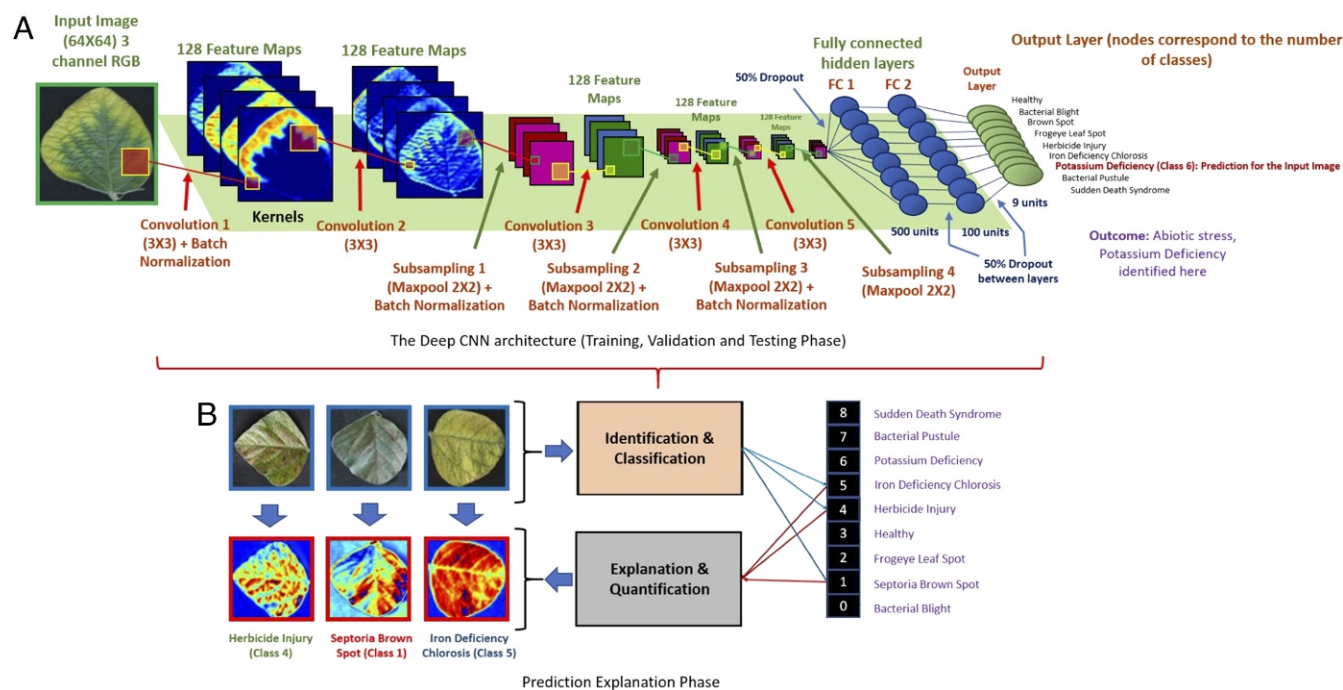 A
Input Image
(64X64) 3
channel RGB
128 Feature Maps
128 Feature Maps
128 Feature
Maps
128 Feature
Maps
128 Feature
Maps
50% Dropout
Fully connected
hidden layers
FC 1
FC 2
Output
Layer
Output Layer (nodes correspond to the number
of classes)
Healthy
Bacterial Blight
Brown Spot
Frogeye Leaf Spot
Herbicide Injury
Iron Deficiency Chlorosis
Potassium Deficiency (Class 6): Prediction for the Input Image
Bacterial Pustule
Sudden Death Syndrome
Kernels
Convolution 1
(3X3) + Batch
Normalization
Convolution 2
(3X3)
Convolution 3
(3X3)
Convolution 4
(3X3)
Convolution 5
(3X3)
Subsampling 1
(Maxpool 2X2) +
Batch Normalization
Subsampling 2
(Maxpool 2X2) +
Batch Normalization
Subsampling 3
(Maxpool 2X2) +
Batch Normalization
Subsampling 4
(Maxpool 2X2)
500 units
100 units
9 units
50% Dropout
between layers
Outcome: Abiotic stress,
Potassium Deficiency
identified here
The Deep CNN architecture (Training, Validation and Testing Phase)
B
Identification &
Classification
Explanation &
Quantification
8 Sudden Death Syndrome
7 Bacterial Pustule
6 Potassium Deficiency
5 Iron Deficiency Chlorosis
4 Herbicide Injury
3 Healthy
2 Frogeye Leaf Spot
1 Septoria Brown Spot
0 Bacterial Blight
Herbicide Injury
(Class 4)
Septoria Brown
Spot (Class 1)
Iron Deficiency
Chlorosis (Class 5)
Prediction Explanation Phase